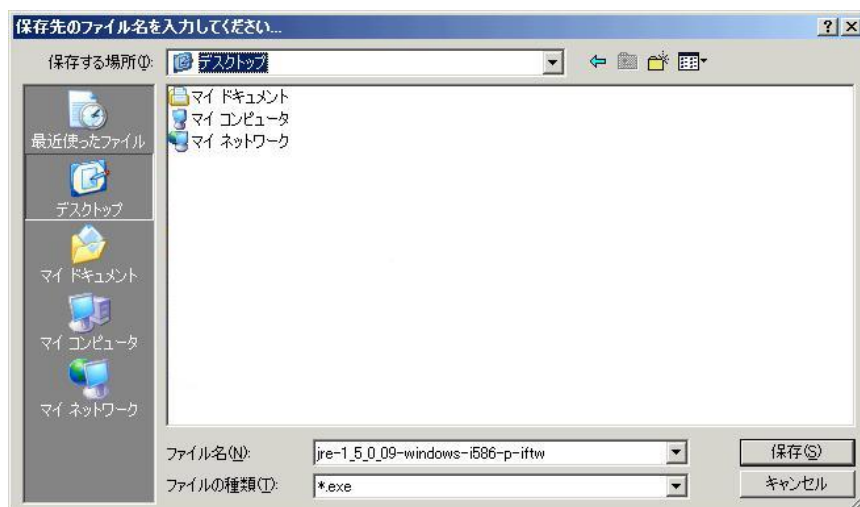 保存先のファイル名を入力してください...
保存する場所(I):
デスクトップ
最近使ったファイル
デスクトップ
マイ ドキュメント
マイ コンピュータ
マイ ネットワーク
マイ ドキュメント
マイ コンピュータ
マイ ネットワーク
ファイル名(N):
jre-1_5_0_09-windows-i586-p-iftw
保存(S)
ファイルの種類(T):
*.exe
キャンセル